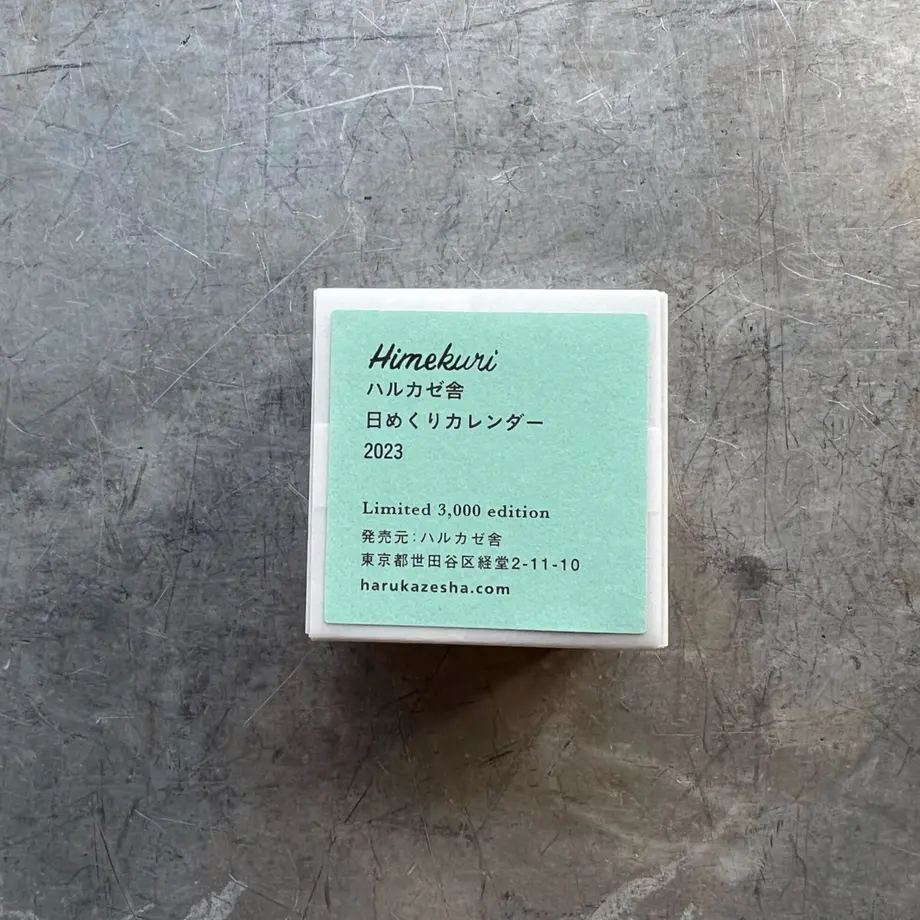 Himekuri
ハルカゼ舎
日めくりカレンダー
2023
Limited 3,000 edition
発売元：ハルカゼ舎
東京都世田谷区経堂2-11-10
harukazesha.com